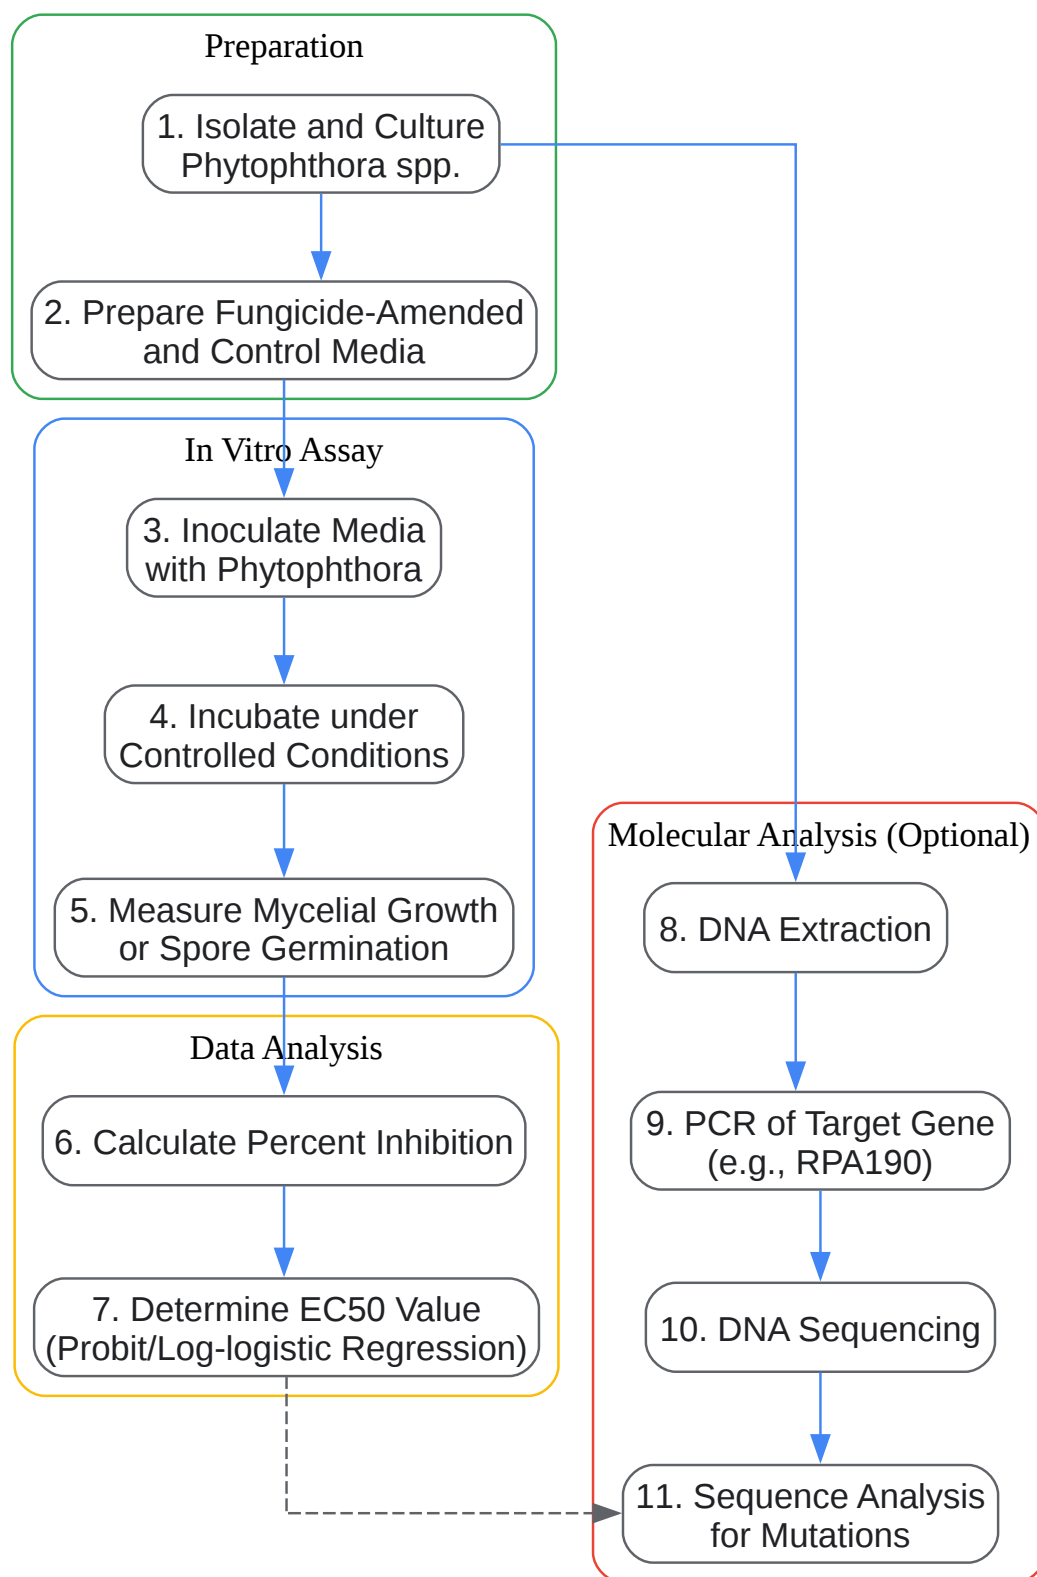 Preparation
1. Isolate and Culture
Phytophthora spp.
2. Prepare Fungicide-Amended
and Control Media
In Vitro Assay
3. Inoculate Media
with Phytophthora
4. Incubate under
Controlled Conditions
5. Measure Mycelial Growth
or Spore Germination
Data Analysis
6. Calculate Percent Inhibition
7. Determine EC50 Value
(Probit/Log-logistic Regression)
Molecular Analysis (Optional)
8. DNA Extraction
9. PCR of Target Gene
(e.g., RPA190)
10. DNA Sequencing
11. Sequence Analysis
for Mutations